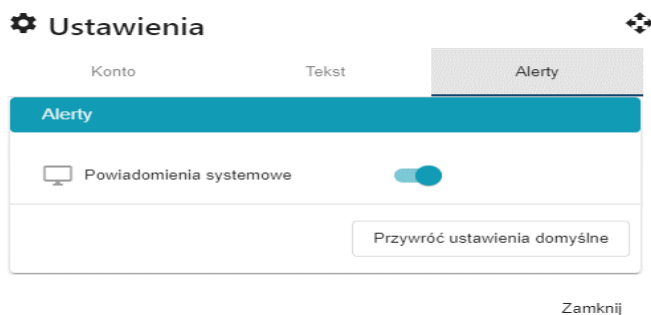 Ustawienia
Konto Tekst Alerty
Alerty
Powiadomienia systemowe
Przywróć ustawienia domyślne
Zamknij